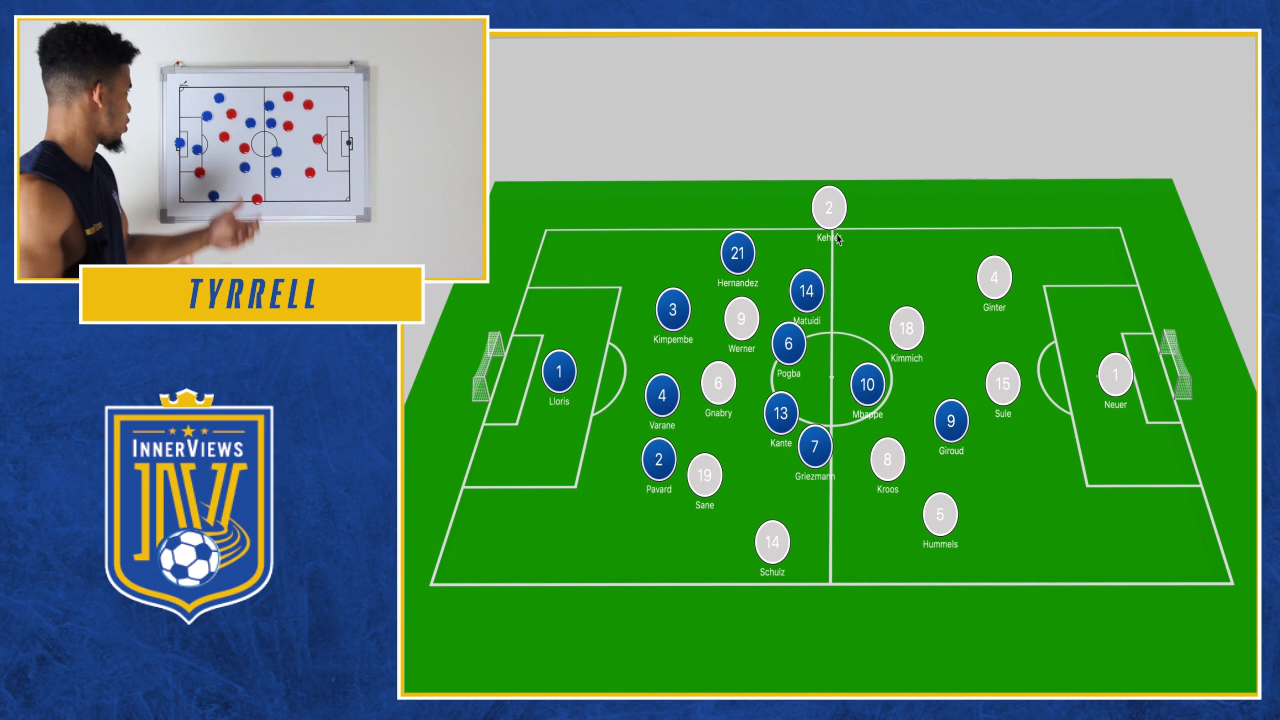 TYRRELL
INNERVIEWS
IV
2
21
Hernandez
14
Matuidi
4
Ginter
3
Kimpembe
9
Werner
6
Pogba
18
Kimmich
1
Lloris
4
Varane
6
Gnabry
10
Mbappe
15
Sule
1
Neuer
13
Kante
9
Giroud
7
2
Pavard
19
Sane
8
Kroos
5
Hummels
14
Schulz